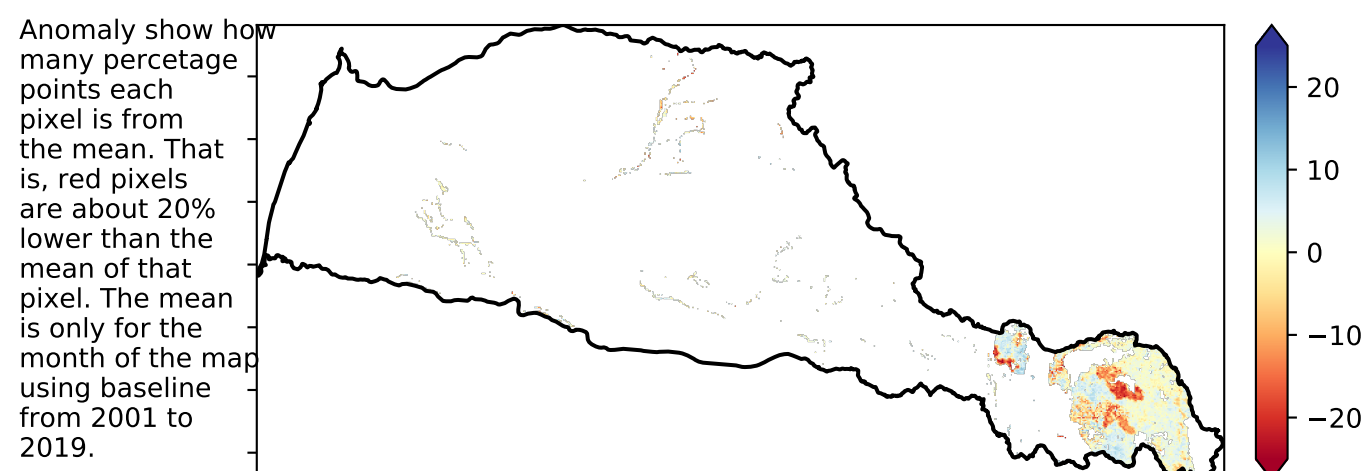 Anomaly show how
many percetage
points each
pixel is from
the mean. That
is, red pixels
are about 20%
lower than the
mean of that
pixel. The mean
is only for the
month of the map
using baseline
from 2001 to
2019.
20
10
0
−10
−20